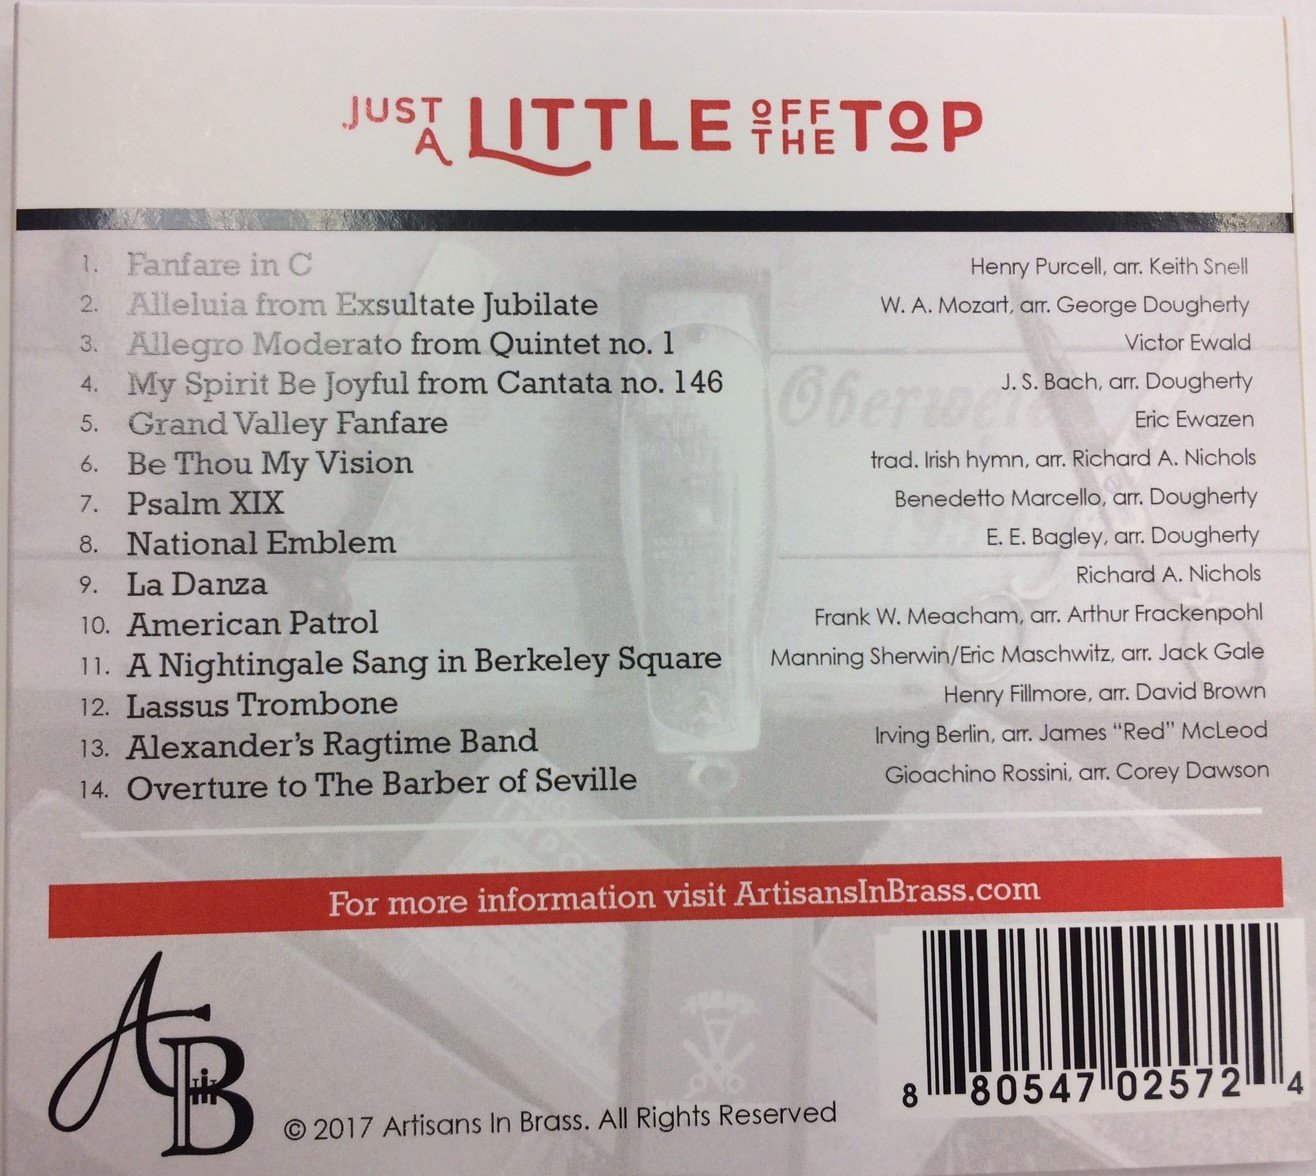 JUST A LITTLE OFF THE TOP
1. Fanfare in C Henry Purcell, arr. Keith Snell
2. Alleluia from Exsultate Jubilate W. A. Mozart, arr. George Dougherty
3. Allegro Moderato from Quintet no. 1 Victor Ewald
4. My Spirit Be Joyful from Cantata no. 146 J. S. Bach, arr. Dougherty
5. Grand Valley Fanfare Eric Ewazen
6. Be Thou My Vision trad. Irish hymn, arr. Richard A. Nichols
7. Psalm XIX Benedetto Marcello, arr. Dougherty
8. National Emblem E. E. Bagley, arr. Dougherty
9. La Danza Richard A. Nichols
10. American Patrol Frank W. Meacham, arr. Arthur Frackenpohl
11. A Nightingale Sang in Berkeley Square Manning Sherwin/Eric Maschwitz, arr. Jack Gale
12. Lassus Trombone Henry Fillmore, arr. David Brown
13. Alexander's Ragtime Band Irving Berlin, arr. James “Red” McLeod
14. Overture to The Barber of Seville Gioachino Rossini, arr. Corey Dawson
For more information visit ArtisansInBrass.com
AB
© 2017 Artisans In Brass. All Rights Reserved
8 80547 02572 4